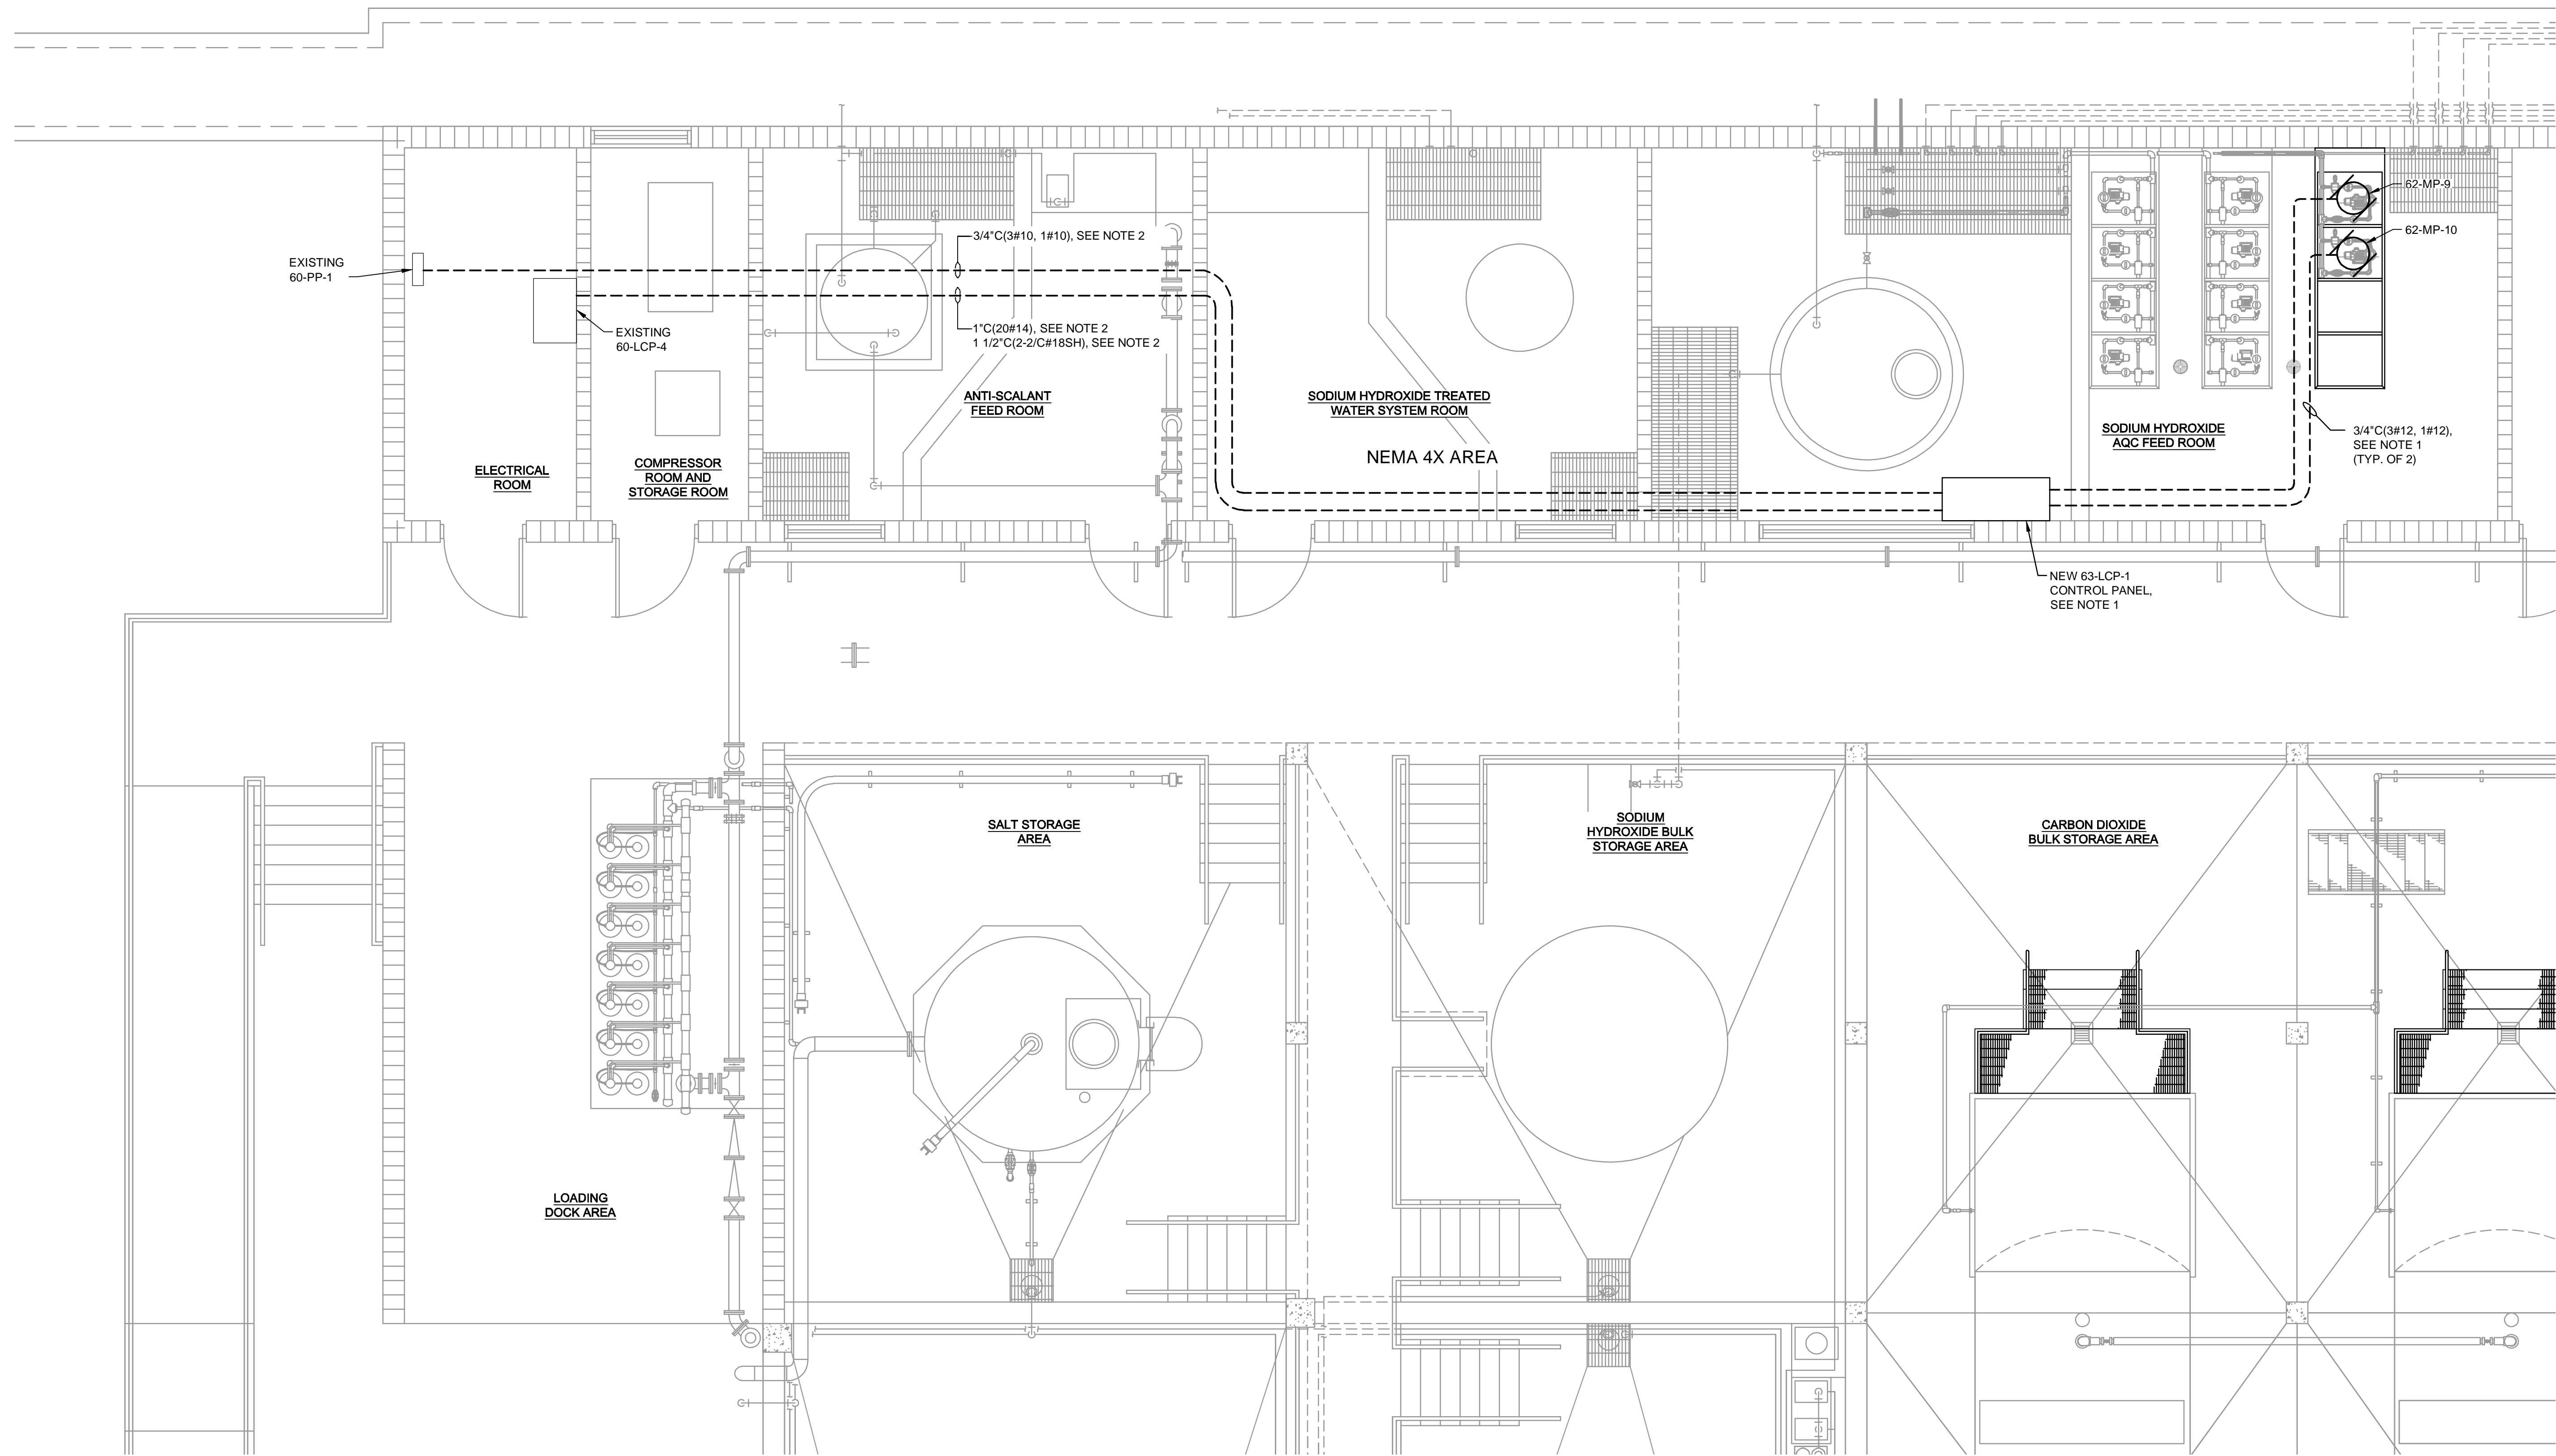 62-MP-9
62-MP-10
3/4"C(3#10, 1#10), SEE NOTE 2
EXISTING
60-PP-1
EXISTING
60-LCP-4
1"C(20#14), SEE NOTE 2
1 1/2"C(2-2/C#18SH), SEE NOTE 2
ANTI-SCALANT
FEED ROOM
SODIUM HYDROXIDE TREATED
WATER SYSTEM ROOM
NEMA 4X AREA
SODIUM HYDROXIDE
AQC FEED ROOM
3/4"C(3#12, 1#12),
SEE NOTE 1
(TYP. OF 2)
ELECTRICAL
ROOM
COMPRESSOR
ROOM AND
STORAGE ROOM
NEW 63-LCP-1
CONTROL PANEL,
SEE NOTE 1
SALT STORAGE
AREA
SODIUM
HYDROXIDE BULK
STORAGE AREA
CARBON DIOXIDE
BULK STORAGE AREA
LOADING
DOCK AREA